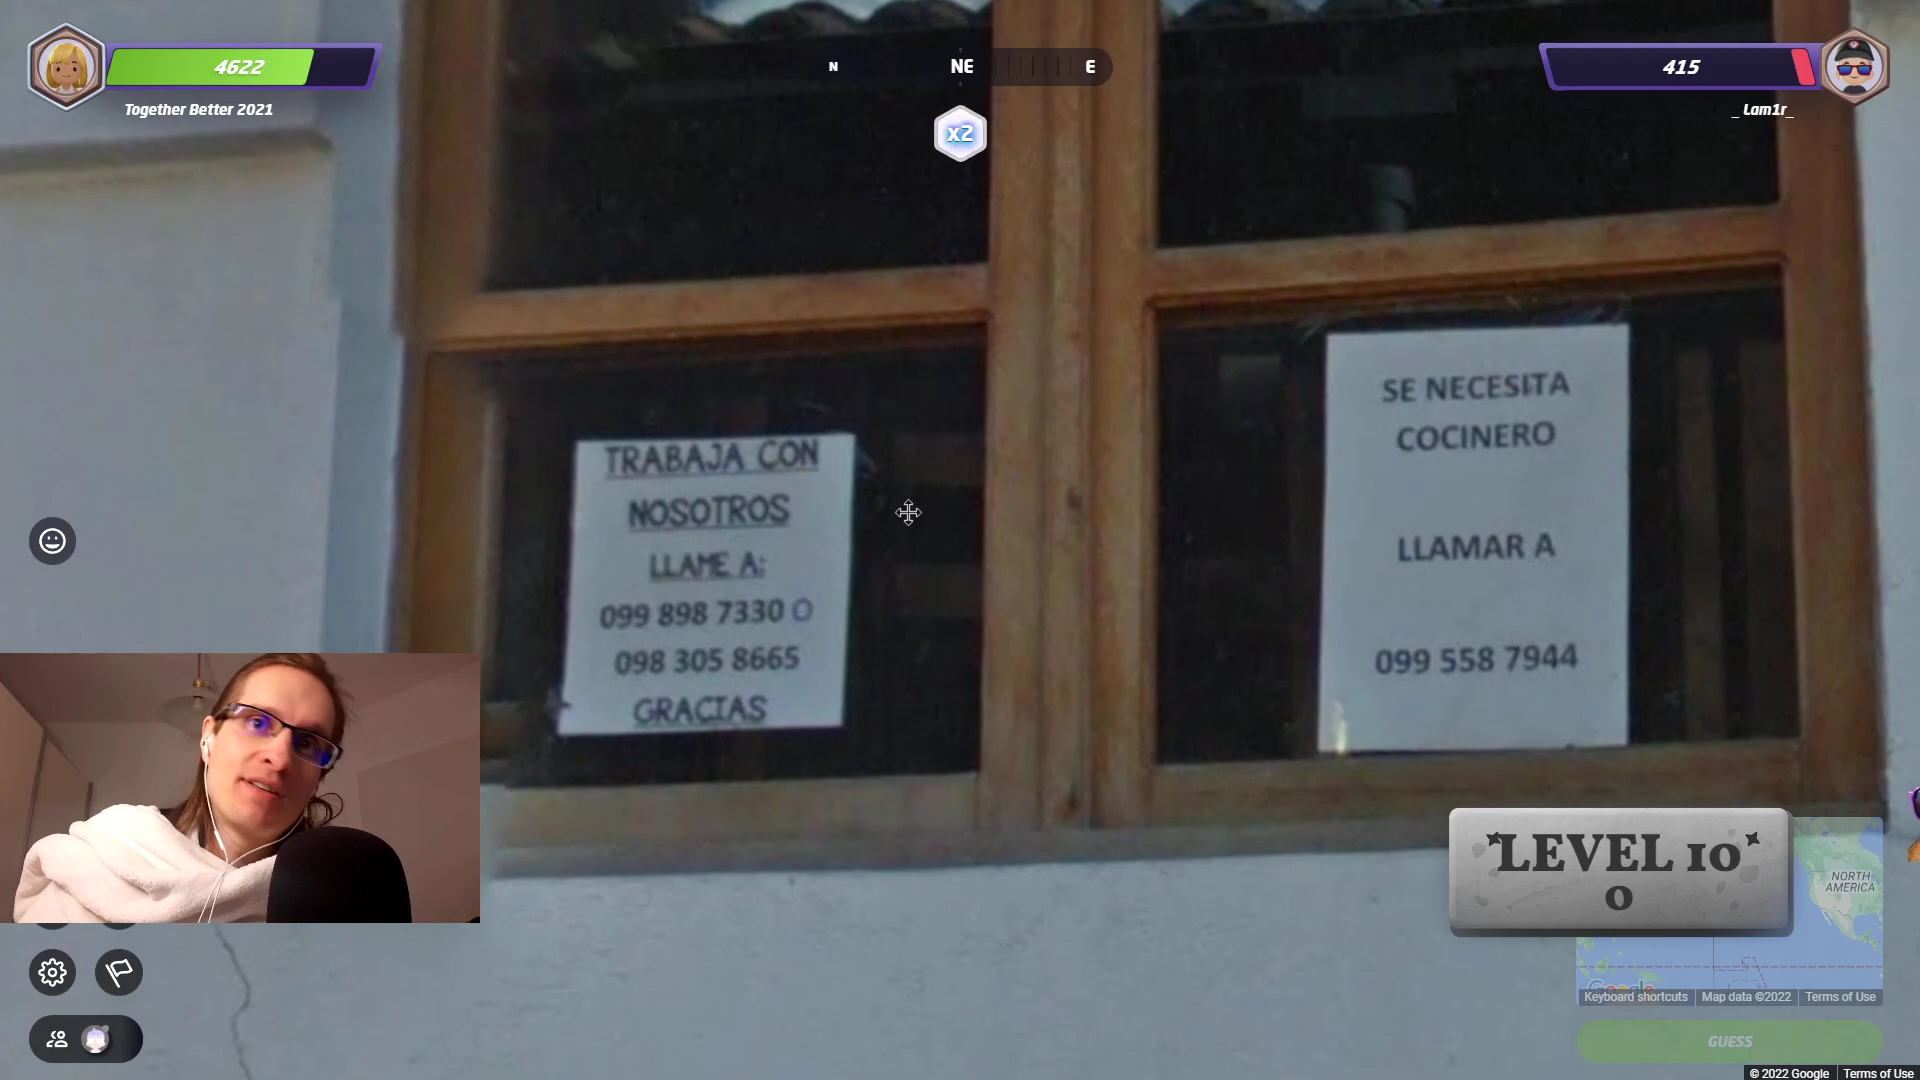 4622
Together Better 2021
N
NE
E
x2
415
_Lam1r_
TRABAJA CON
NOSOTROS
LLAME A:
099 898 7330 O
098 305 8665
GRACIAS
SE NECESITA
COCINERO
LLAMAR A
099 558 7944
LEVEL 10
0
NORTH
AMERICA
Google
Keyboard shortcuts
Map data ©2022
Terms of Use
GUESS
© 2022 Google
Terms of Use